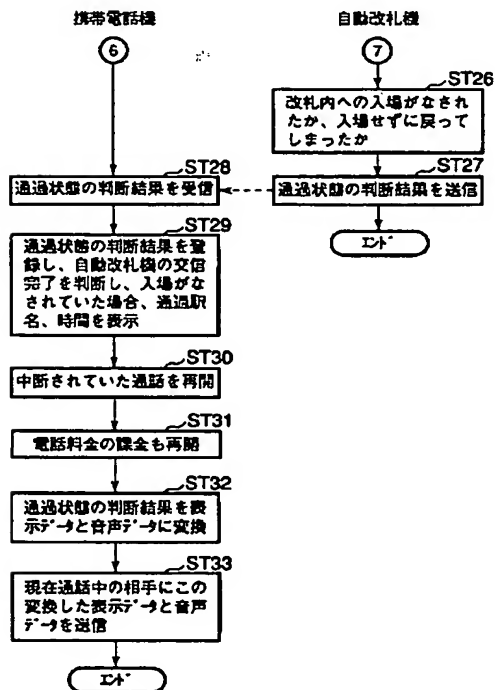 携帯電話機
自動改札機
6
7
ST26
改札内への入場がなされ
たか、入場せずに戻って
しまったか
ST28
ST27
通過状態の判断結果を受信
通過状態の判断結果を送信
ST29
エンド
通過状態の判断結果を登
録し、自動改札機の交信
完了を判断し、入場がな
されていた場合、通過駅
名、時間を表示
ST30
中断されていた通話を再開
ST31
電話料金の課金も再開
ST32
通過状態の判断結果を表
示データと音声データに変換
ST33
現在通話中の相手にこの
変換した表示データと音声
データを送信
エンド